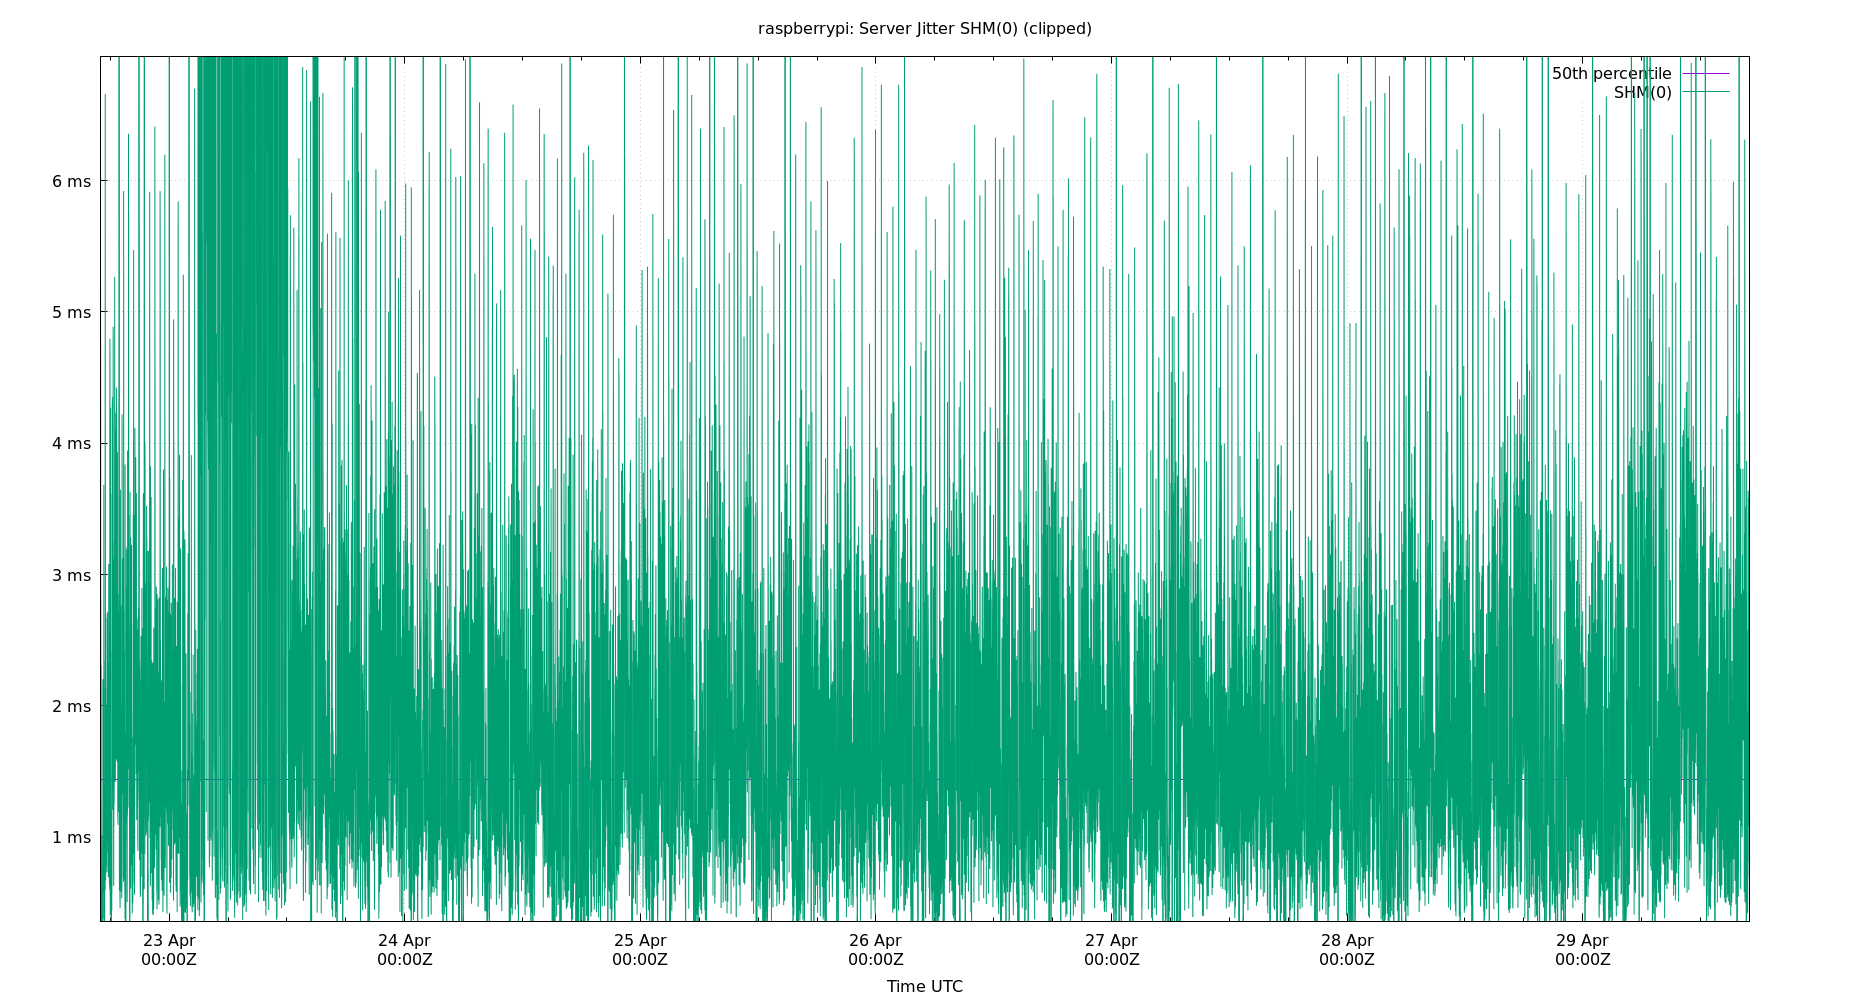 raspberrypi: Server Jitter SHM(0) (clipped)
50th percentile
SHM(0)
6 ms
5 ms
4 ms
3 ms
2 ms
1 ms
23 Apr 24 Apr 25 Apr 26 Apr 27 Apr 28 Apr 29 Apr
00:00Z 00:00Z 00:00Z 00:00Z 00:00Z 00:00Z 00:00Z
Time UTC